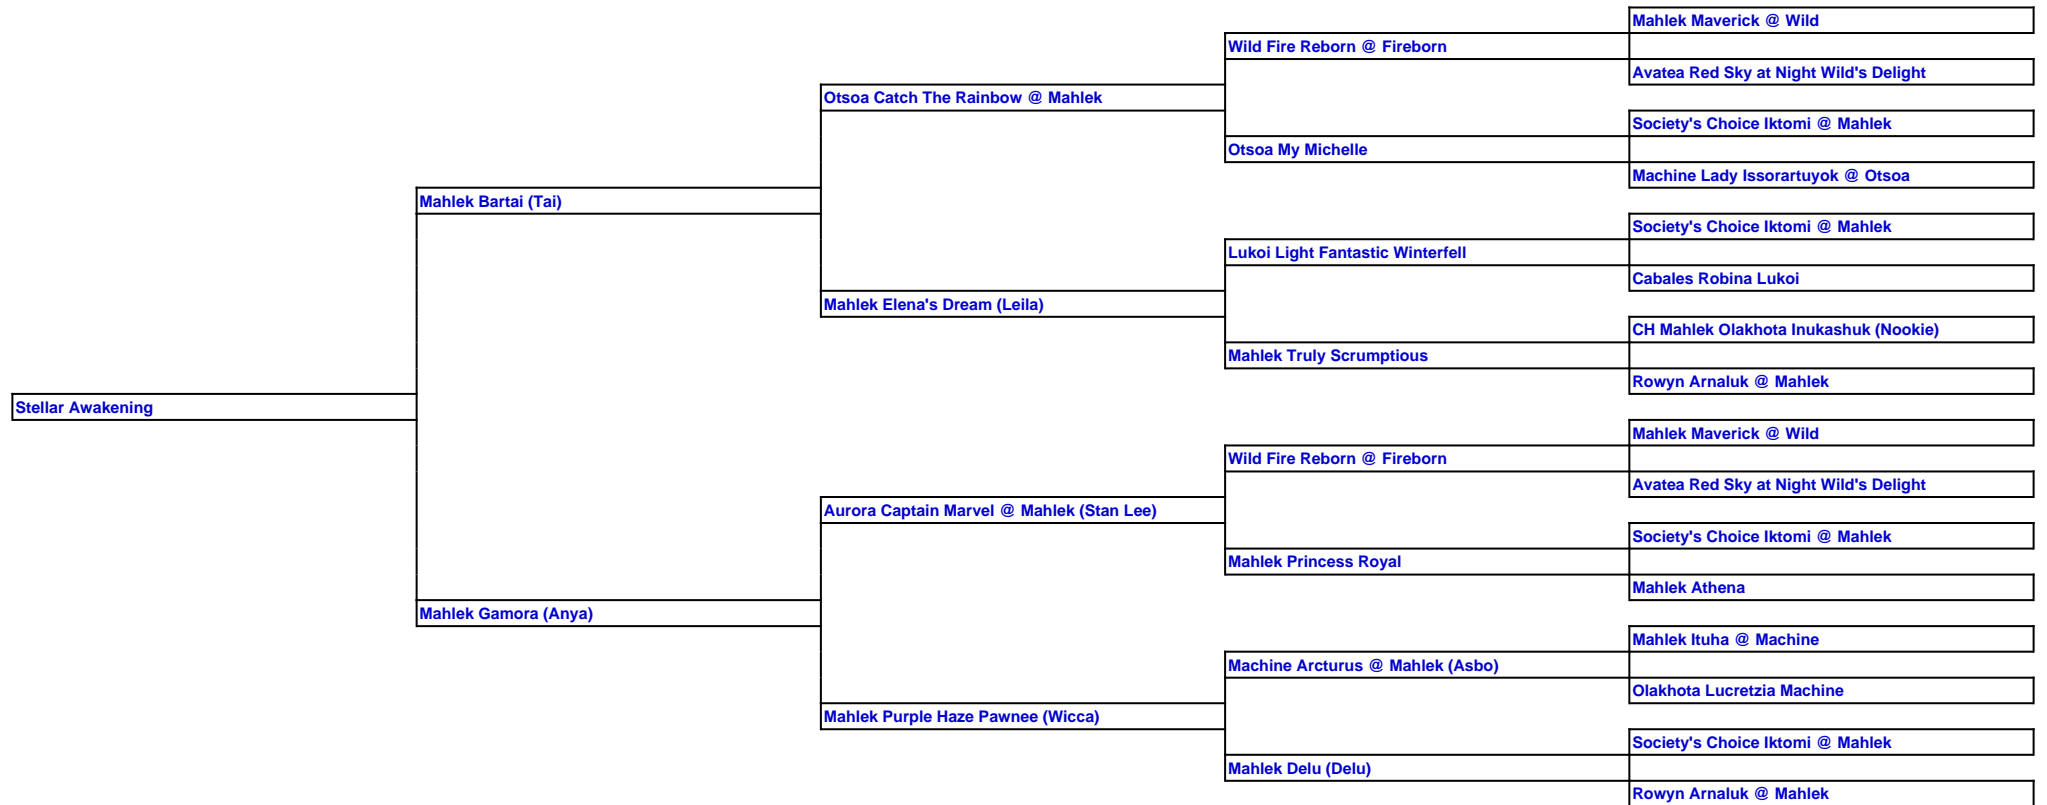 Mahlek Maverick @ Wild
Wild Fire Reborn @ Fireborn
Avatea Red Sky at Night Wild's Delight
Otsoa Catch The Rainbow @ Mahlek
Society's Choice Iktomi @ Mahlek
Otsoa My Michelle
Machine Lady Issorartuyok @ Otsoa
Mahlek Bartai (Tai)
Society's Choice Iktomi @ Mahlek
Lukoi Light Fantastic Winterfell
Cabales Robina Lukoi
Mahlek Elena's Dream (Leila)
CH Mahlek Olakhota Inukashuk (Nookie)
Mahlek Truly Scrumptious
Rowyn Arnaluk @ Mahlek
Stellar Awakening
Mahlek Maverick @ Wild
Wild Fire Reborn @ Fireborn
Avatea Red Sky at Night Wild's Delight
Aurora Captain Marvel @ Mahlek (Stan Lee)
Society's Choice Iktomi @ Mahlek
Mahlek Princess Royal
Mahlek Athena
Mahlek Gamora (Anya)
Mahlek Ituha @ Machine
Machine Arcturus @ Mahlek (Asbo)
Olakhota Lucretzia Machine
Mahlek Purple Haze Pawnee (Wicca)
Society's Choice Iktomi @ Mahlek
Mahlek Delu (Delu)
Rowyn Arnaluk @ Mahlek